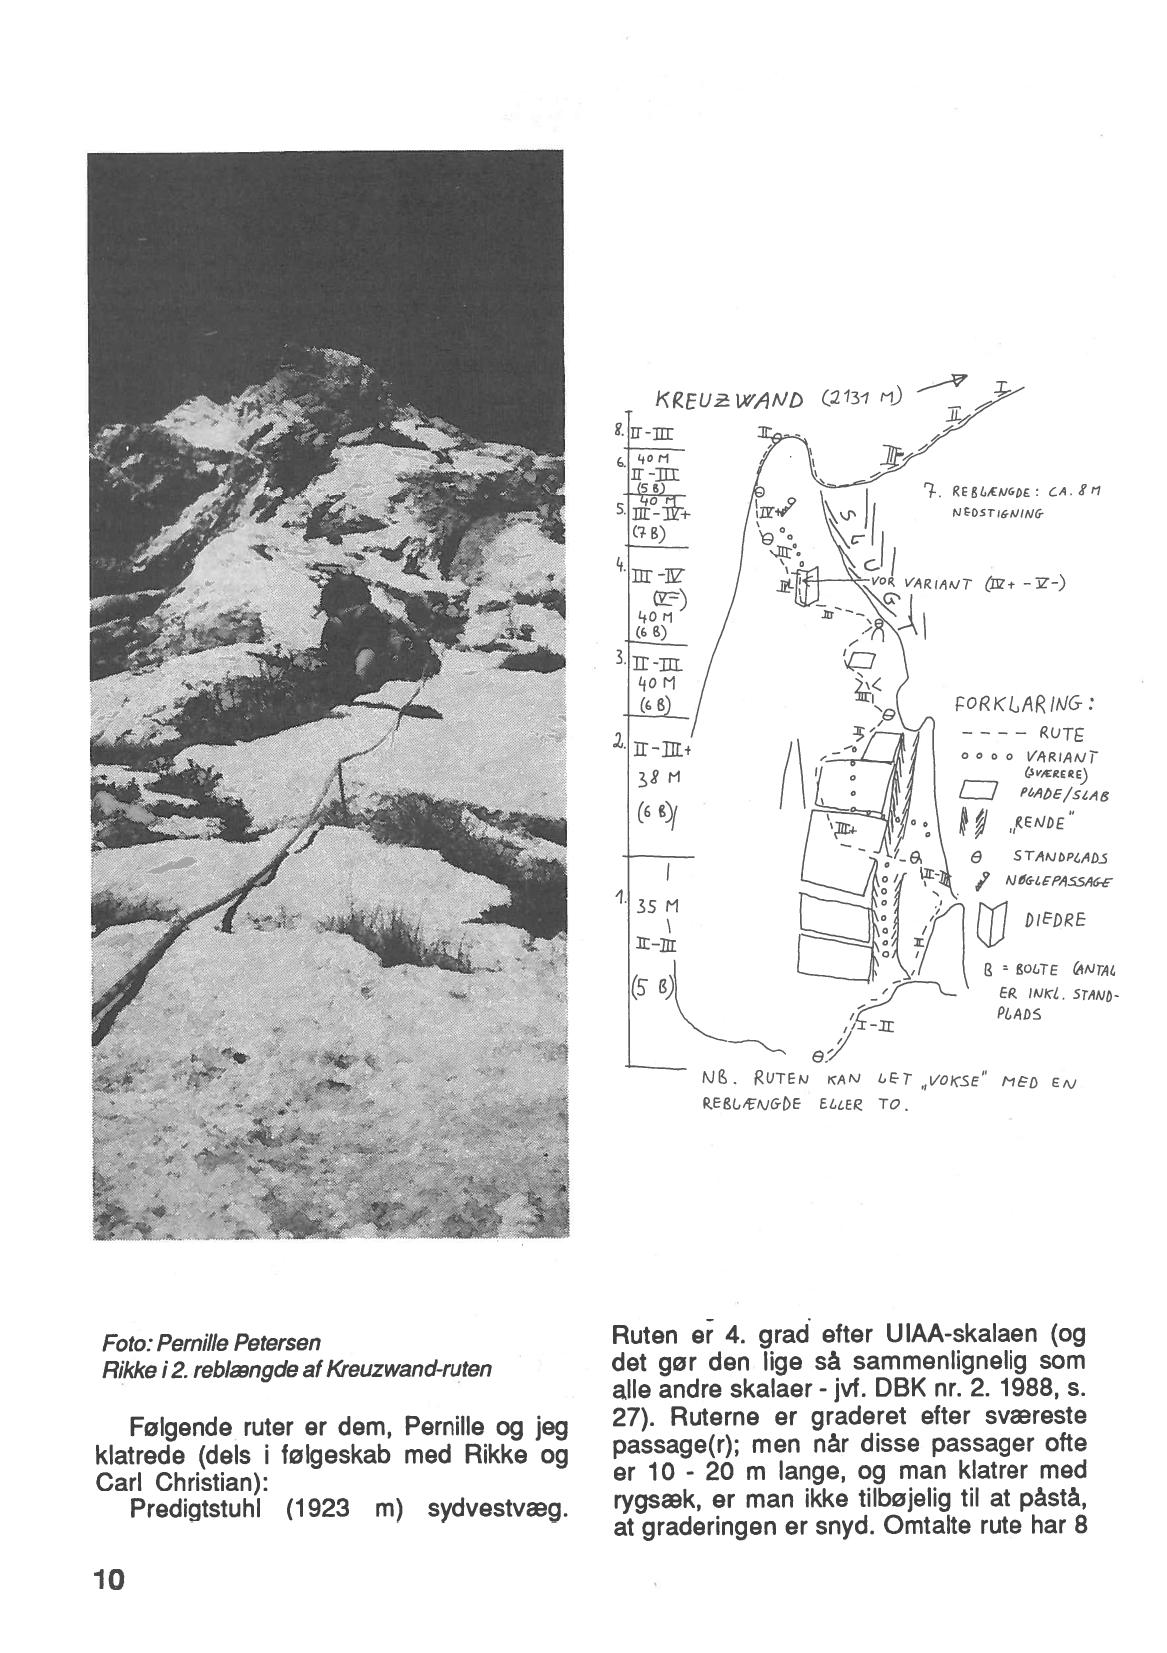 KREUZWAND (2131 M)
I
II
III
8. II-III
II
6. 40 M
II-III
(5 B)
40 M
5. III-IV+
(7 B)
IV+
III
7. REBLÆNGDE: CA. 8 M
NEDSTIGNING
SLUGT
4. III-IV
(V=)
40 M
(6 B)
VOR VARIANT (IV+ - V-)
III
3. II-III
40 M
(6 B)
III
2. II-III+
38 M
(6 B)
II
III+
II-III
1. 35 M
II-III
(5 B)
II
I-II
FORKLARING:
---- RUTE
o o o o VARIANT
(SVÆRERE)
PLADE/SLAB
„RENDE"
STANDPLADS
NØGLEPASSAGE
DIEDRE
B = BOLTE (ANTAL
ER INKL. STAND-
PLADS
NB. RUTEN KAN LET „VOKSE" MED EN
REBLÆNGDE ELLER TO.
Foto: Pernille Petersen
Rikke i 2. reblængde af Kreuzwand-ruten
Følgende ruter er dem, Pernille og jeg
klatrede (dels i følgeskab med Rikke og
Carl Christian):
Predigtstuhl (1923 m) sydvestvæg.
Ruten er 4. grad efter UIAA-skalaen (og
det gør den lige så sammenlignelig som
alle andre skalaer - jvf. DBK nr. 2. 1988, s.
27). Ruterne er graderet efter sværeste
passage(r); men når disse passager ofte
er 10 - 20 m lange, og man klatrer med
rygsæk, er man ikke tilbøjelig til at påstå,
at graderingen er snyd. Omtalte rute har 8
10